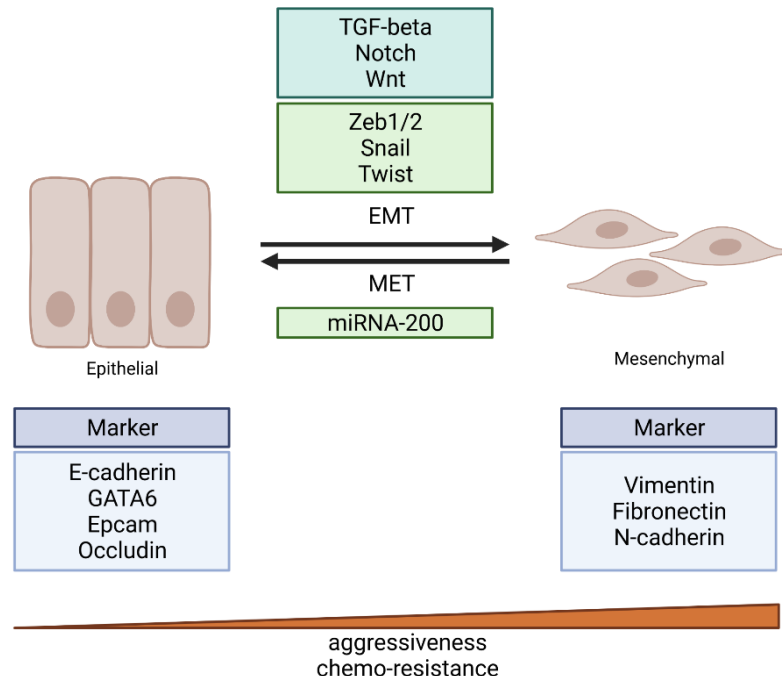 TGF-beta
Notch
Wnt
Zeb1/2
Snail
Twist
EMT
MET
miRNA-200
Epithelial
Mesenchymal
Marker
E-cadherin
GATA6
Epcam
Occludin
Marker
Vimentin
Fibronectin
N-cadherin
aggressiveness
chemo-resistance